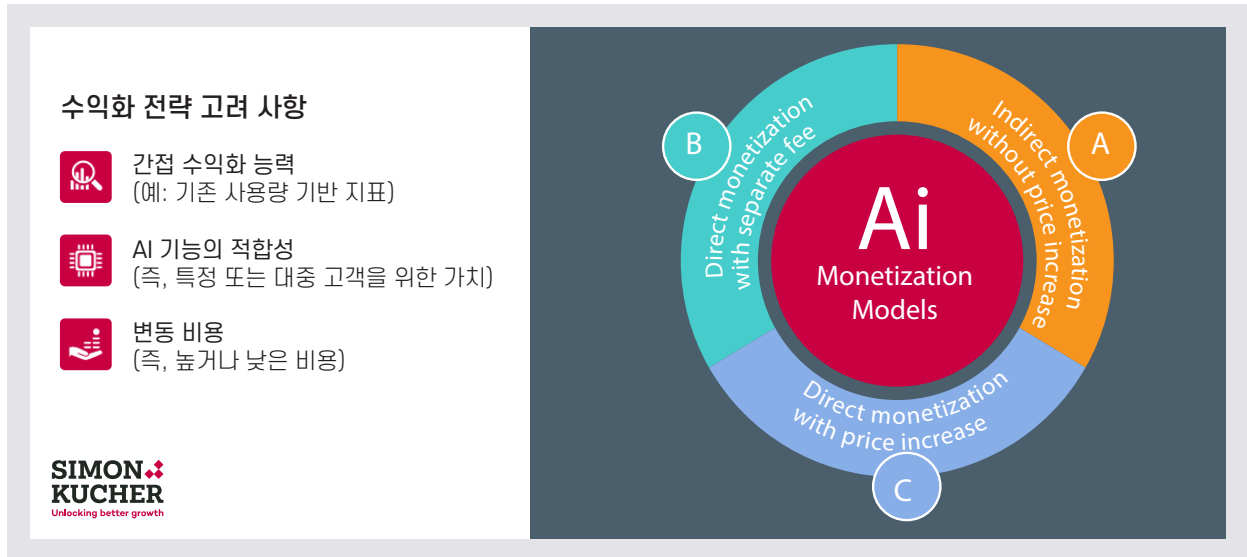 수익화 전략 고려 사항
간접 수익화 능력
(예: 기존 사용량 기반 지표)
AI 기능의 적합성
(즉, 특정 또는 대중 고객을 위한 가치)
변동 비용
(즉, 높거나 낮은 비용)
SIMON
KUCHER
Unlocking better growth
Ai
Monetization
Models
A
Indirect monetization
without price increase
B
Direct monetization
with separate fee
C
Direct monetization
with price increase